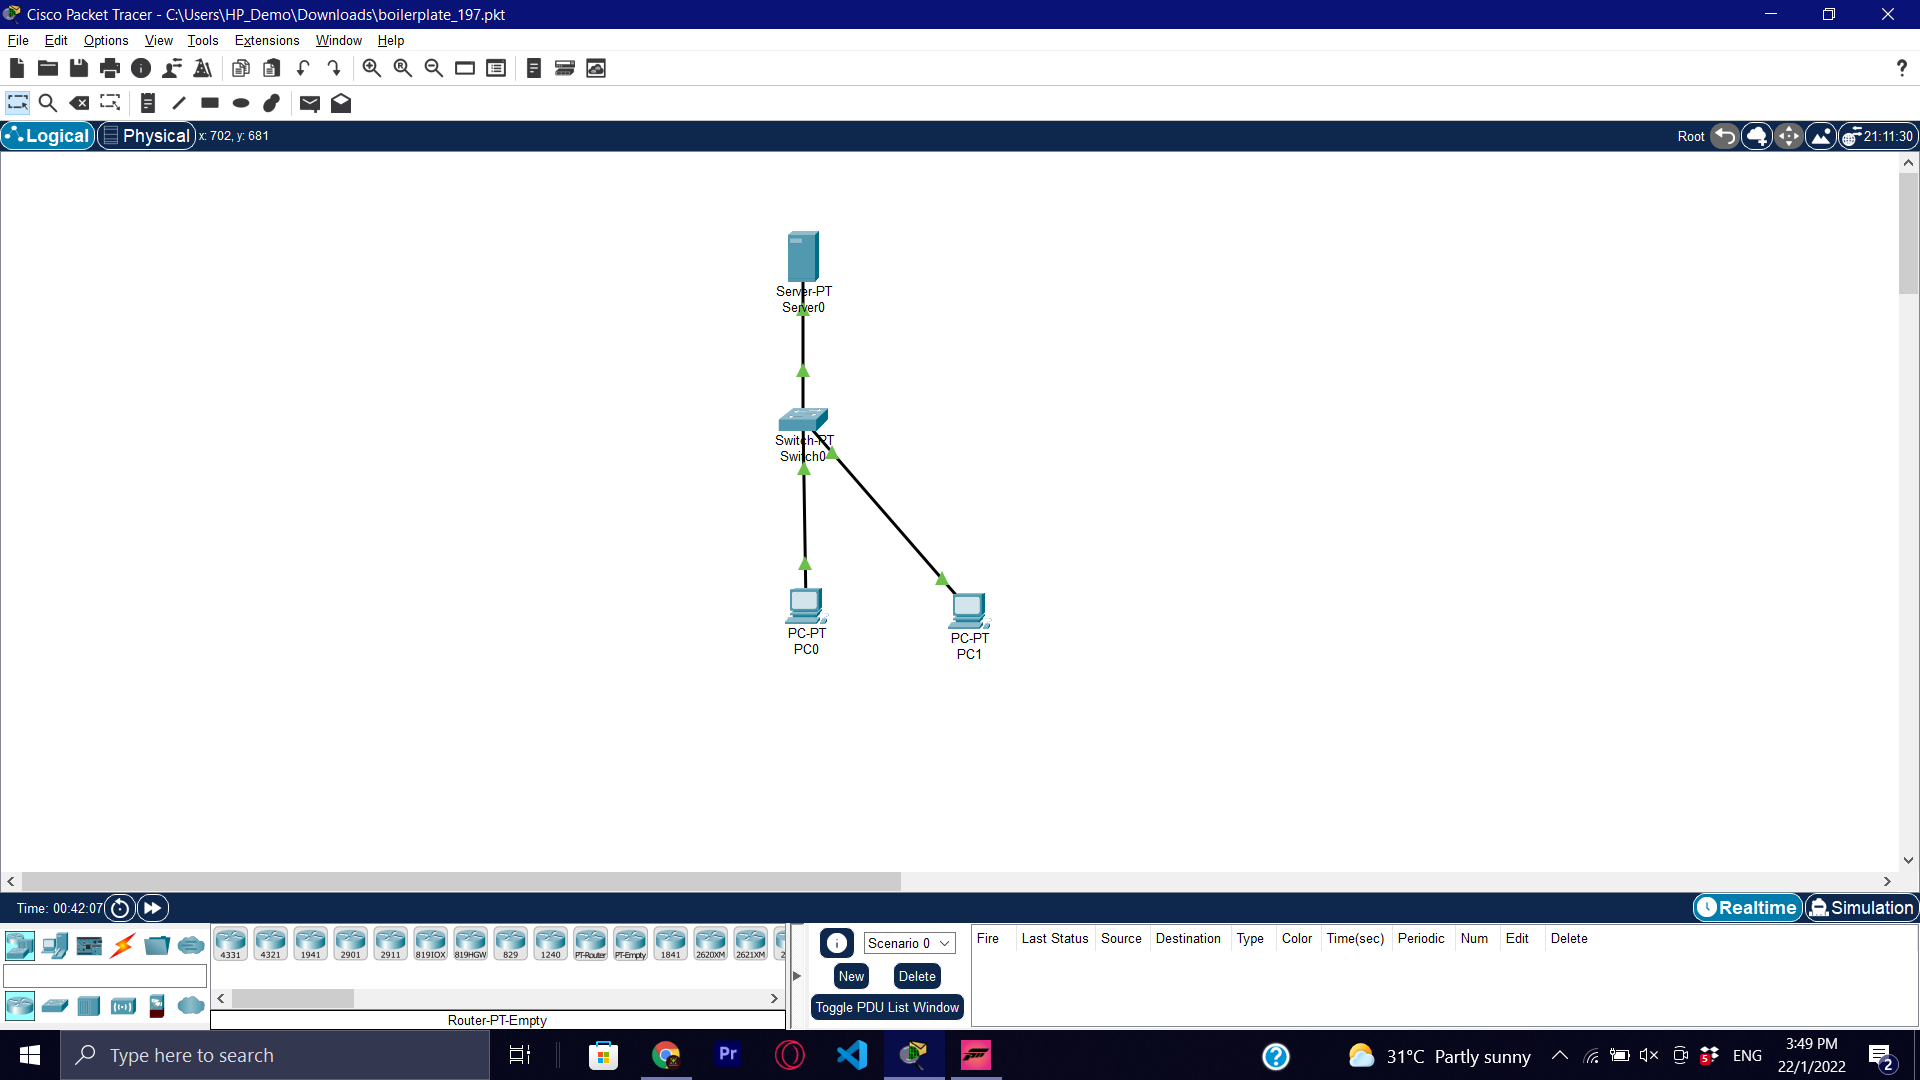 Cisco Packet Tracer - C:\Users\HP_Demo\Downloads\boilerplate_197.pkt
File Edit Options View Tools Extensions Window Help
?
Logical Physical x: 702, y: 681 Root 21:11:30
Server-PT
Server0
Switch-PT
Switch0
PC-PT
PC0
PC-PT
PC1
Time: 00:42:07 Realtime Simulation
4331 4321 1941 2901 2911 819IOX 819HGW 829 1240 PT-Router PT-Empty 1841 2620XM 2621XM 2
Router-PT-Empty
Scenario 0
New Delete
Toggle PDU List Window
Fire Last Status Source Destination Type Color Time(sec) Periodic Num Edit Delete
Type here to search
Pr
? 31°C Partly sunny 5 ENG
3:49 PM
22/1/2022
2